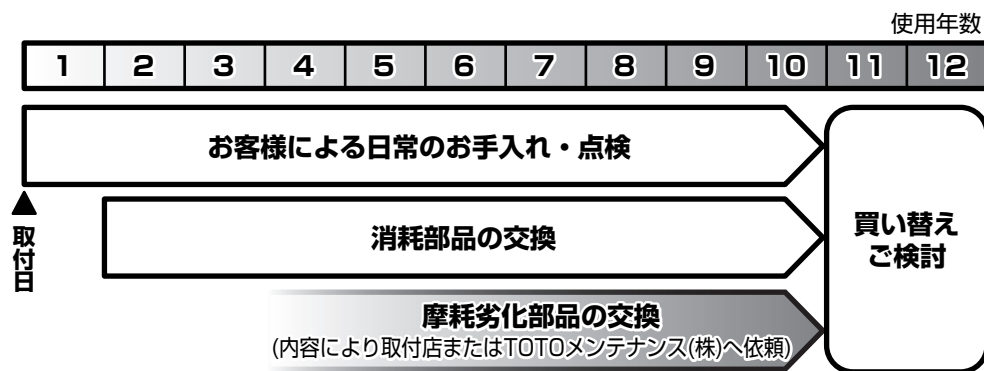 使用年数
1 2 3 4 5 6 7 8 9 10 11 12
お客様による日常のお手入れ・点検
取付日
消耗部品の交換
買い替え
ご検討
摩耗劣化部品の交換
(内容により取付店またはTOTOメンテナンス(株)へ依頼)